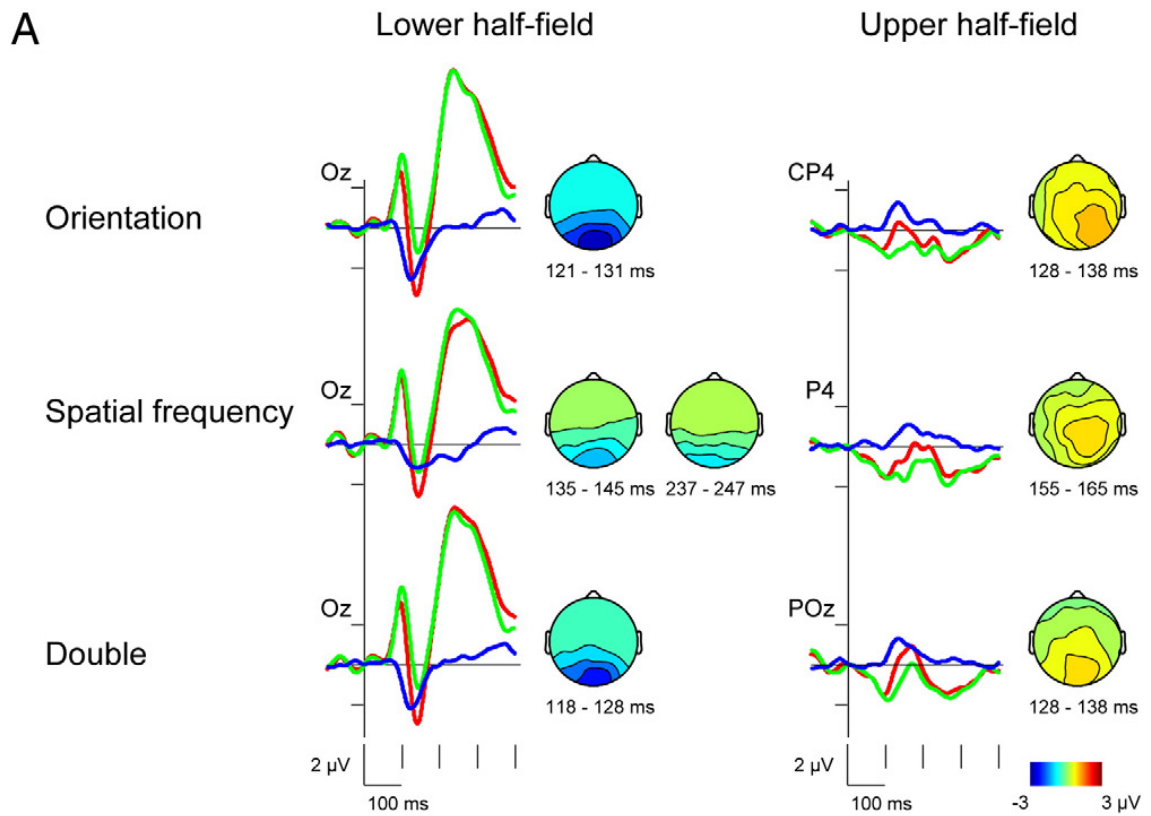 A
Lower half-field
Upper half-field
Orientation
Oz
121 - 131 ms
CP4
128 - 138 ms
Spatial frequency
Oz
135 - 145 ms
237 - 247 ms
P4
155 - 165 ms
Double
Oz
118 - 128 ms
POz
128 - 138 ms
2 µV
100 ms
2 µV
100 ms
-3
3 µV